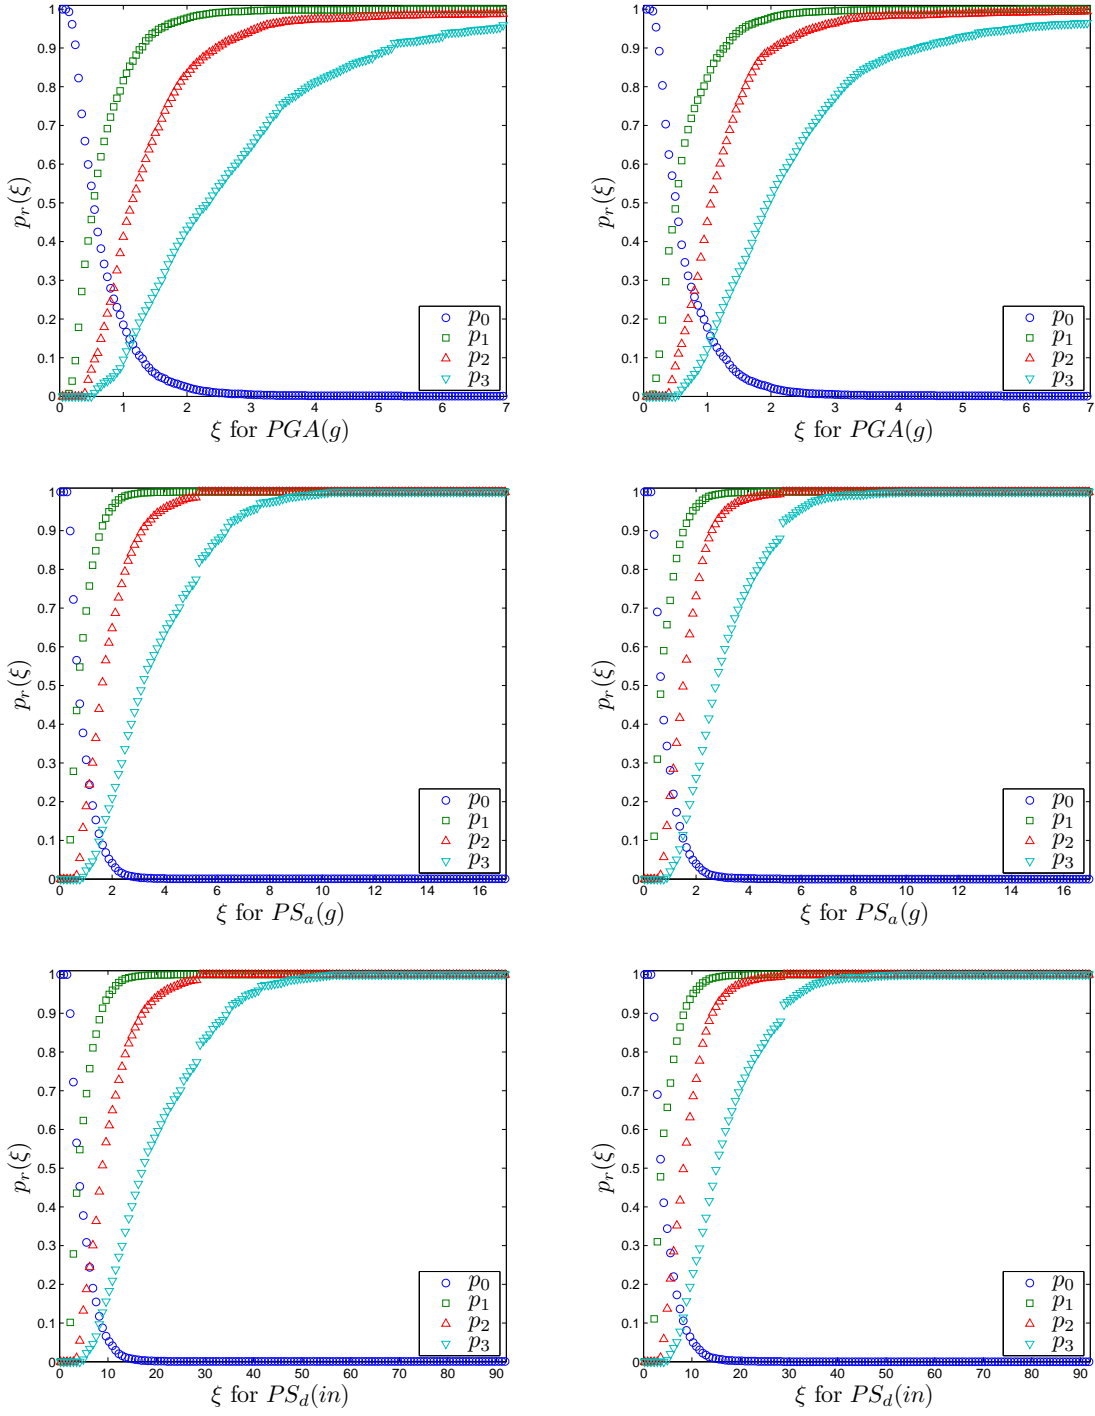 1
0.9
0.8
0.7
0.6
0.5
0.4
0.3
0.2
0.1
0
p_r(ξ)
0 1 2 3 4 5 6 7
ξ for PGA(g)
p_0
p_1
p_2
p_3
1
0.9
0.8
0.7
0.6
0.5
0.4
0.3
0.2
0.1
0
p_r(ξ)
0 1 2 3 4 5 6 7
ξ for PGA(g)
p_0
p_1
p_2
p_3
1
0.9
0.8
0.7
0.6
0.5
0.4
0.3
0.2
0.1
0
p_r(ξ)
0 2 4 6 8 10 12 14 16
ξ for PS_a(g)
p_0
p_1
p_2
p_3
1
0.9
0.8
0.7
0.6
0.5
0.4
0.3
0.2
0.1
0
p_r(ξ)
0 2 4 6 8 10 12 14 16
ξ for PS_a(g)
p_0
p_1
p_2
p_3
1
0.9
0.8
0.7
0.6
0.5
0.4
0.3
0.2
0.1
0
p_r(ξ)
0 10 20 30 40 50 60 70 80 90
ξ for PS_d(in)
p_0
p_1
p_2
p_3
1
0.9
0.8
0.7
0.6
0.5
0.4
0.3
0.2
0.1
0
p_r(ξ)
0 10 20 30 40 50 60 70 80 90
ξ for PS_d(in)
p_0
p_1
p_2
p_3